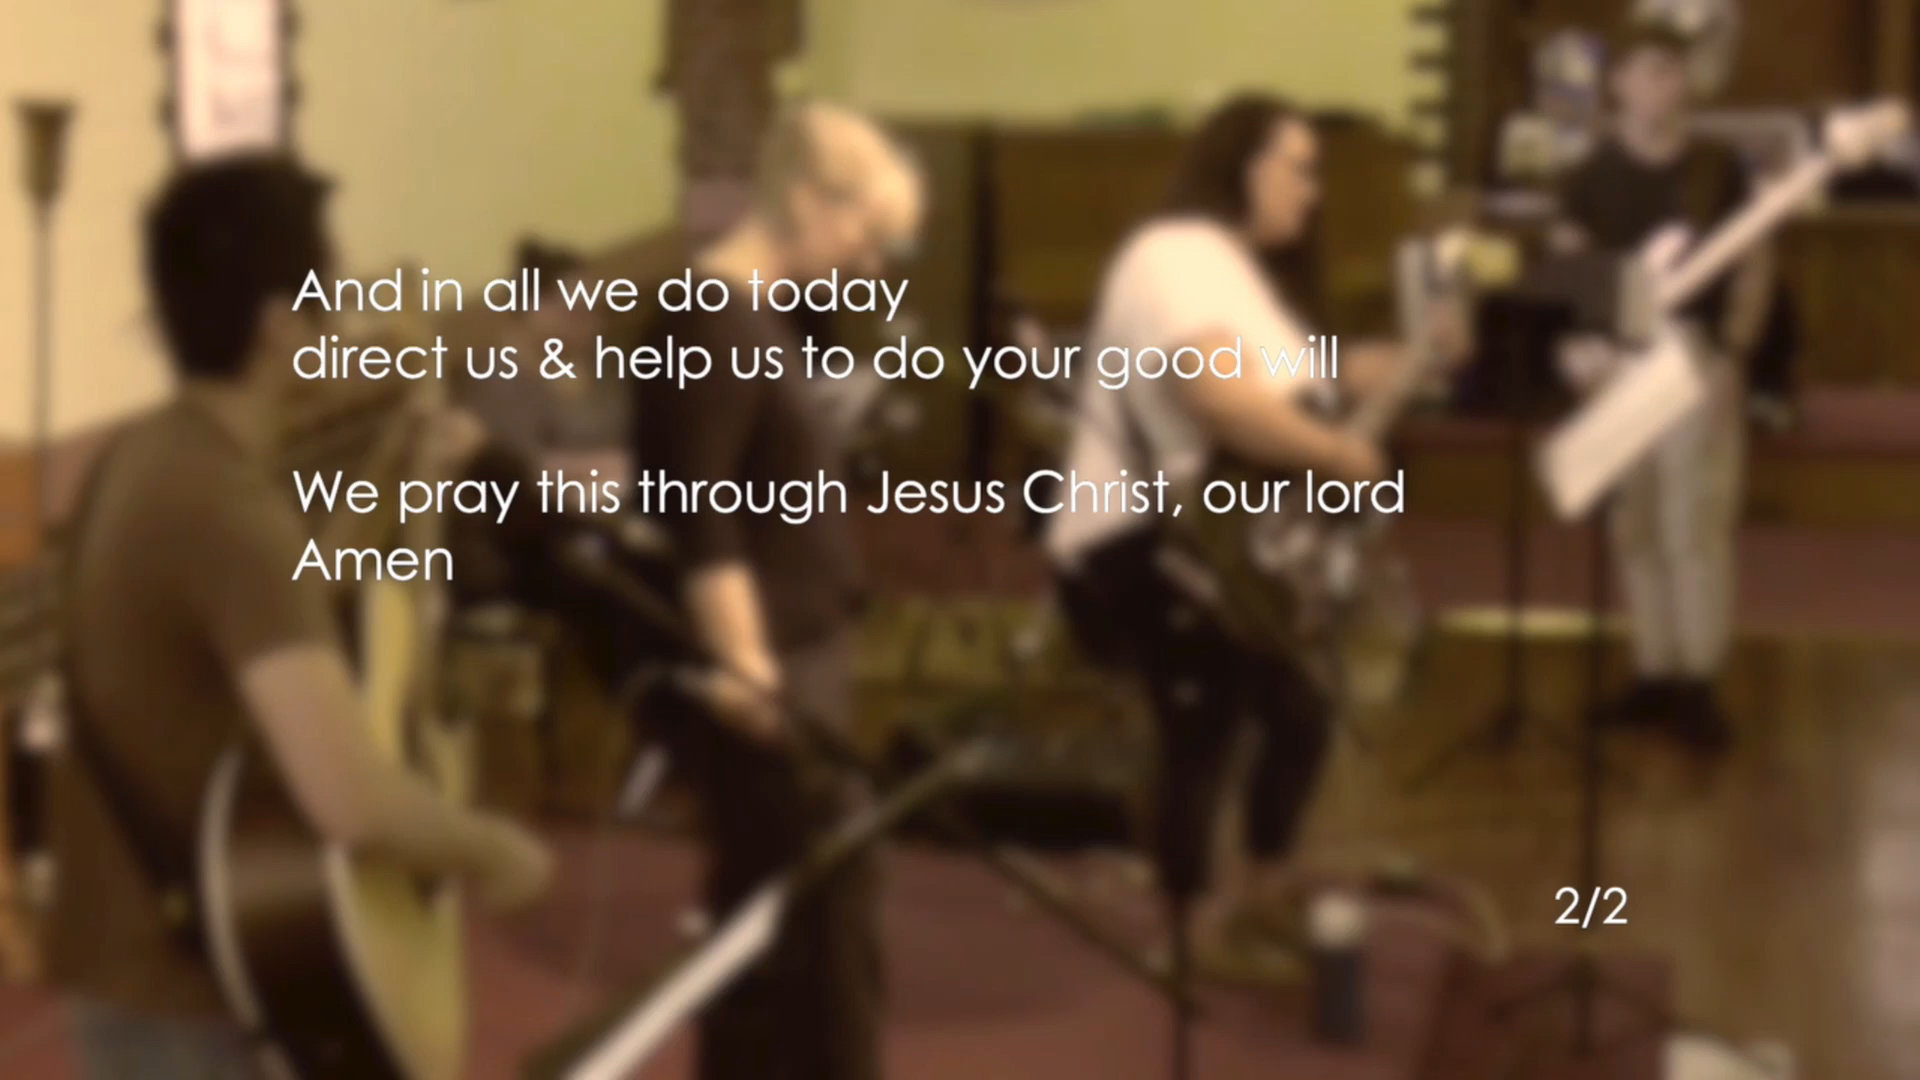 And in all we do today
direct us & help us to do your good will
We pray this through Jesus Christ, our lord
Amen
2/2